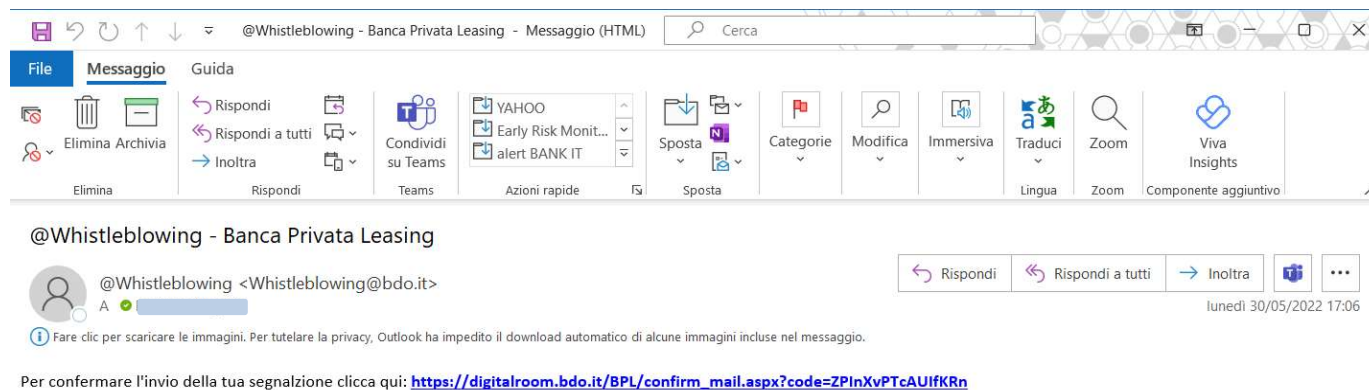 @Whistleblowing - Banca Privata Leasing - Messaggio (HTML)
Cerca
File Messaggio Guida
Elimina Archivia
Rispondi
Rispondi a tutti
Inoltra
Condividi su Teams
YAHOO
Early Risk Monit...
alert BANK IT
Sposta
Categorie
Modifica
Immersiva
Traduci
Zoom
Viva Insights
Elimina Rispondi Teams Azioni rapide Sposta Lingua Zoom Componente aggiuntivo
@Whistleblowing - Banca Privata Leasing
@Whistleblowing <Whistleblowing@bdo.it>
A
Rispondi Rispondi a tutti Inoltra
lunedì 30/05/2022 17:06
Fare clic per scaricare le immagini. Per tutelare la privacy, Outlook ha impedito il download automatico di alcune immagini incluse nel messaggio.
Per confermare l'invio della tua segnalzione clicca qui: https://digitalroom.bdo.it/BPL/confirm_mail.aspx?code=ZPInXvPTcAUIfKRn